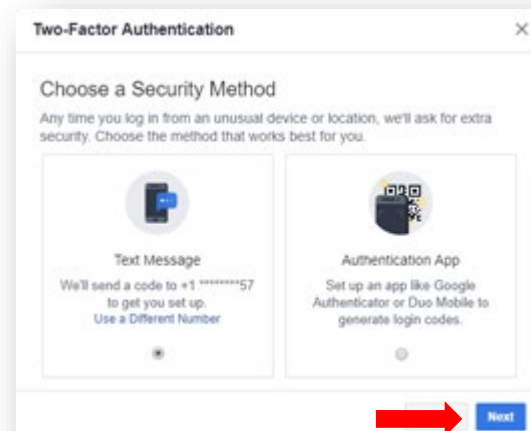 Two-Factor Authentication
Choose a Security Method
Any time you log in from an unusual device or location, we'll ask for extra
security. Choose the method that works best for you.
Text Message
We'll send a code to +1 ********57
to get you set up.
Use a Different Number
Authentication App
Set up an app like Google
Authenticator or Duo Mobile to
generate login codes.
Next